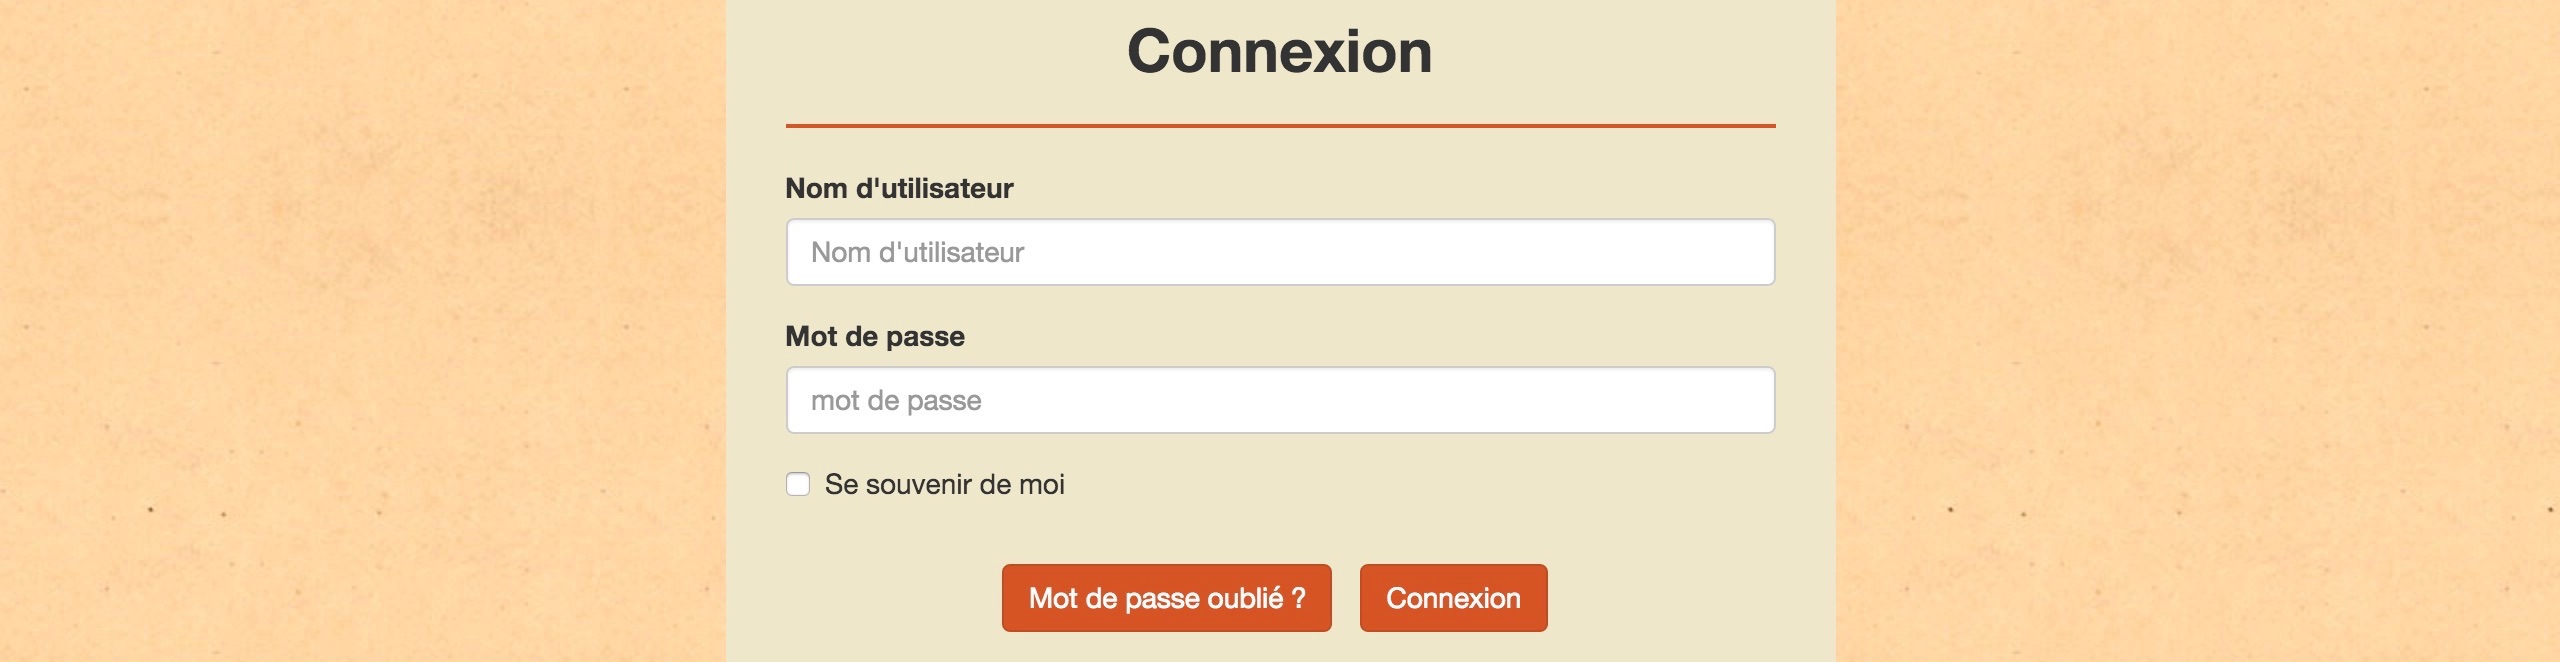 Connexion
Nom d'utilisateur
Nom d'utilisateur
Mot de passe
mot de passe
Se souvenir de moi
Mot de passe oublié ? Connexion